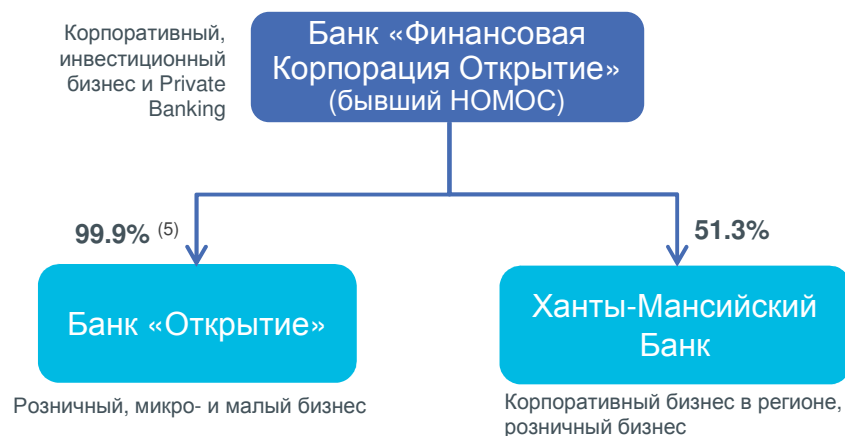 Корпоративный,
инвестиционный
бизнес и Private
Banking
Банк «Финансовая
Корпорация Открытие»
(бывший НОМОС)
99.9% (5)
51.3%
Банк «Открытие»
Ханты-Мансийский
Банк
Розничный, микро- и малый бизнес
Корпоративный бизнес в регионе,
розничный бизнес